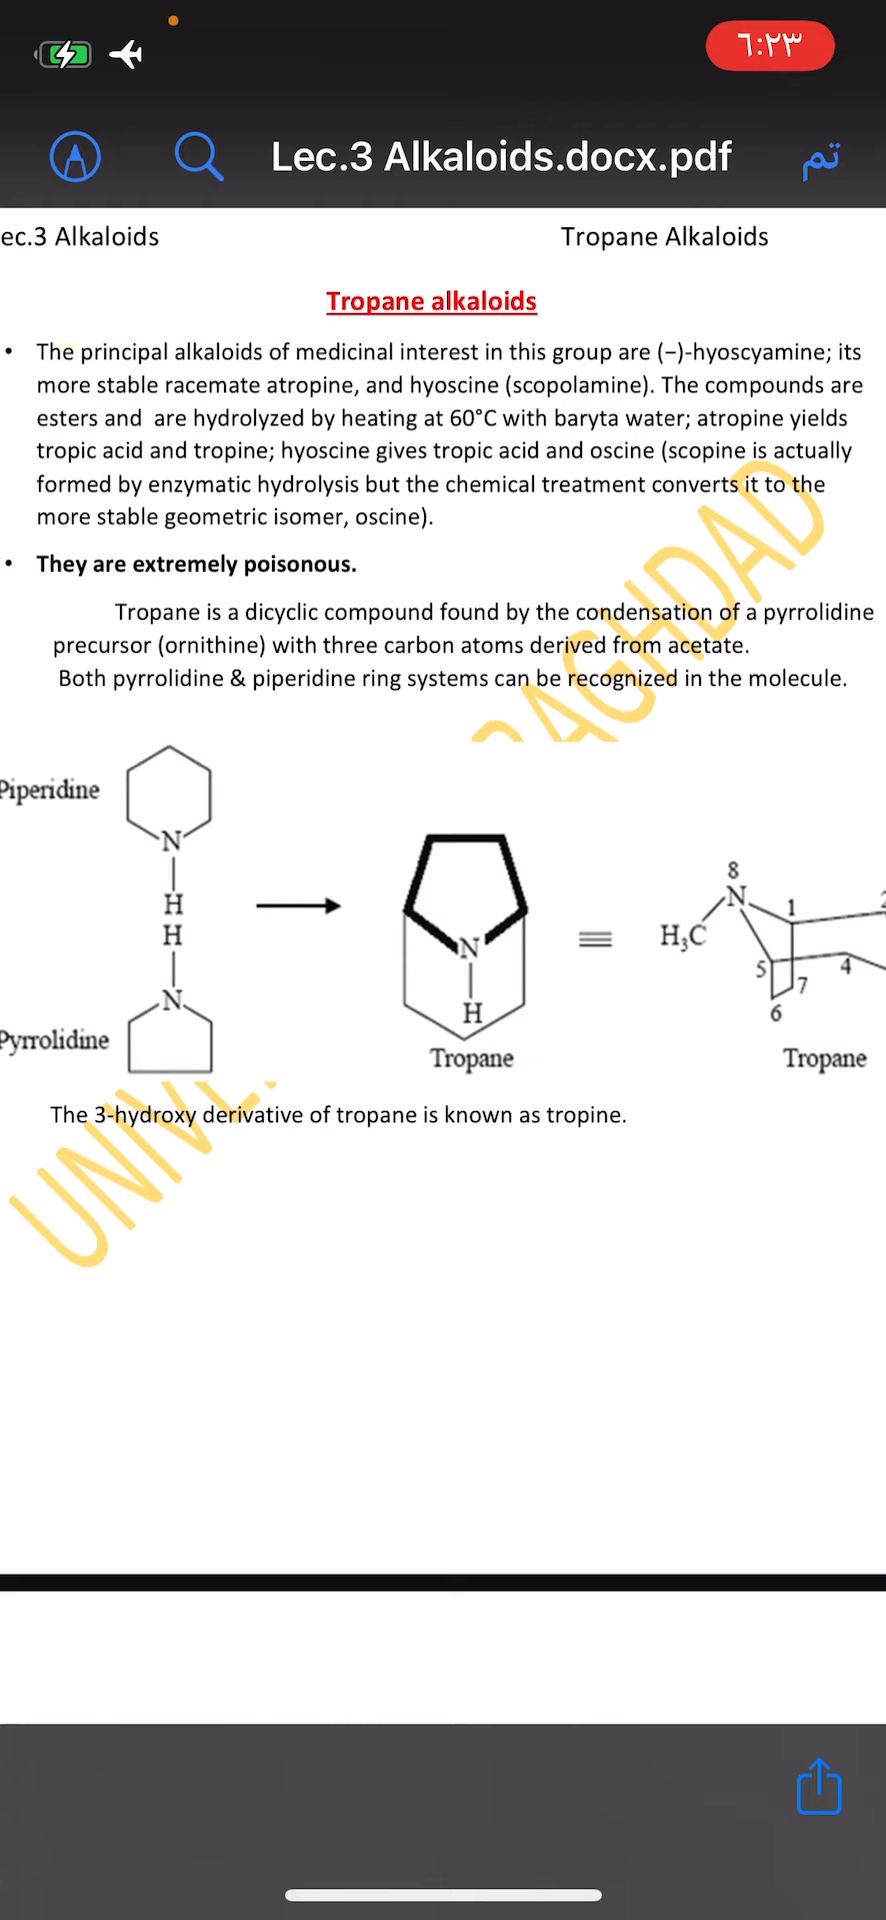 ٦:٢٣
Lec.3 Alkaloids.docx.pdf
تم
ec.3 Alkaloids Tropane Alkaloids
Tropane alkaloids
• The principal alkaloids of medicinal interest in this group are (−)-hyoscyamine; its
more stable racemate atropine, and hyoscine (scopolamine). The compounds are
esters and are hydrolyzed by heating at 60°C with baryta water; atropine yields
tropic acid and tropine; hyoscine gives tropic acid and oscine (scopine is actually
formed by enzymatic hydrolysis but the chemical treatment converts it to the
more stable geometric isomer, oscine).
• They are extremely poisonous.
Tropane is a dicyclic compound found by the condensation of a pyrrolidine
precursor (ornithine) with three carbon atoms derived from acetate.
Both pyrrolidine & piperidine ring systems can be recognized in the molecule.
Piperidine
N
H
H
N
Pyrrolidine
N
H
Tropane
≡
8
N
H₃C
1
2
5
4
7
6
Tropane
The 3-hydroxy derivative of tropane is known as tropine.
BAGHDAD